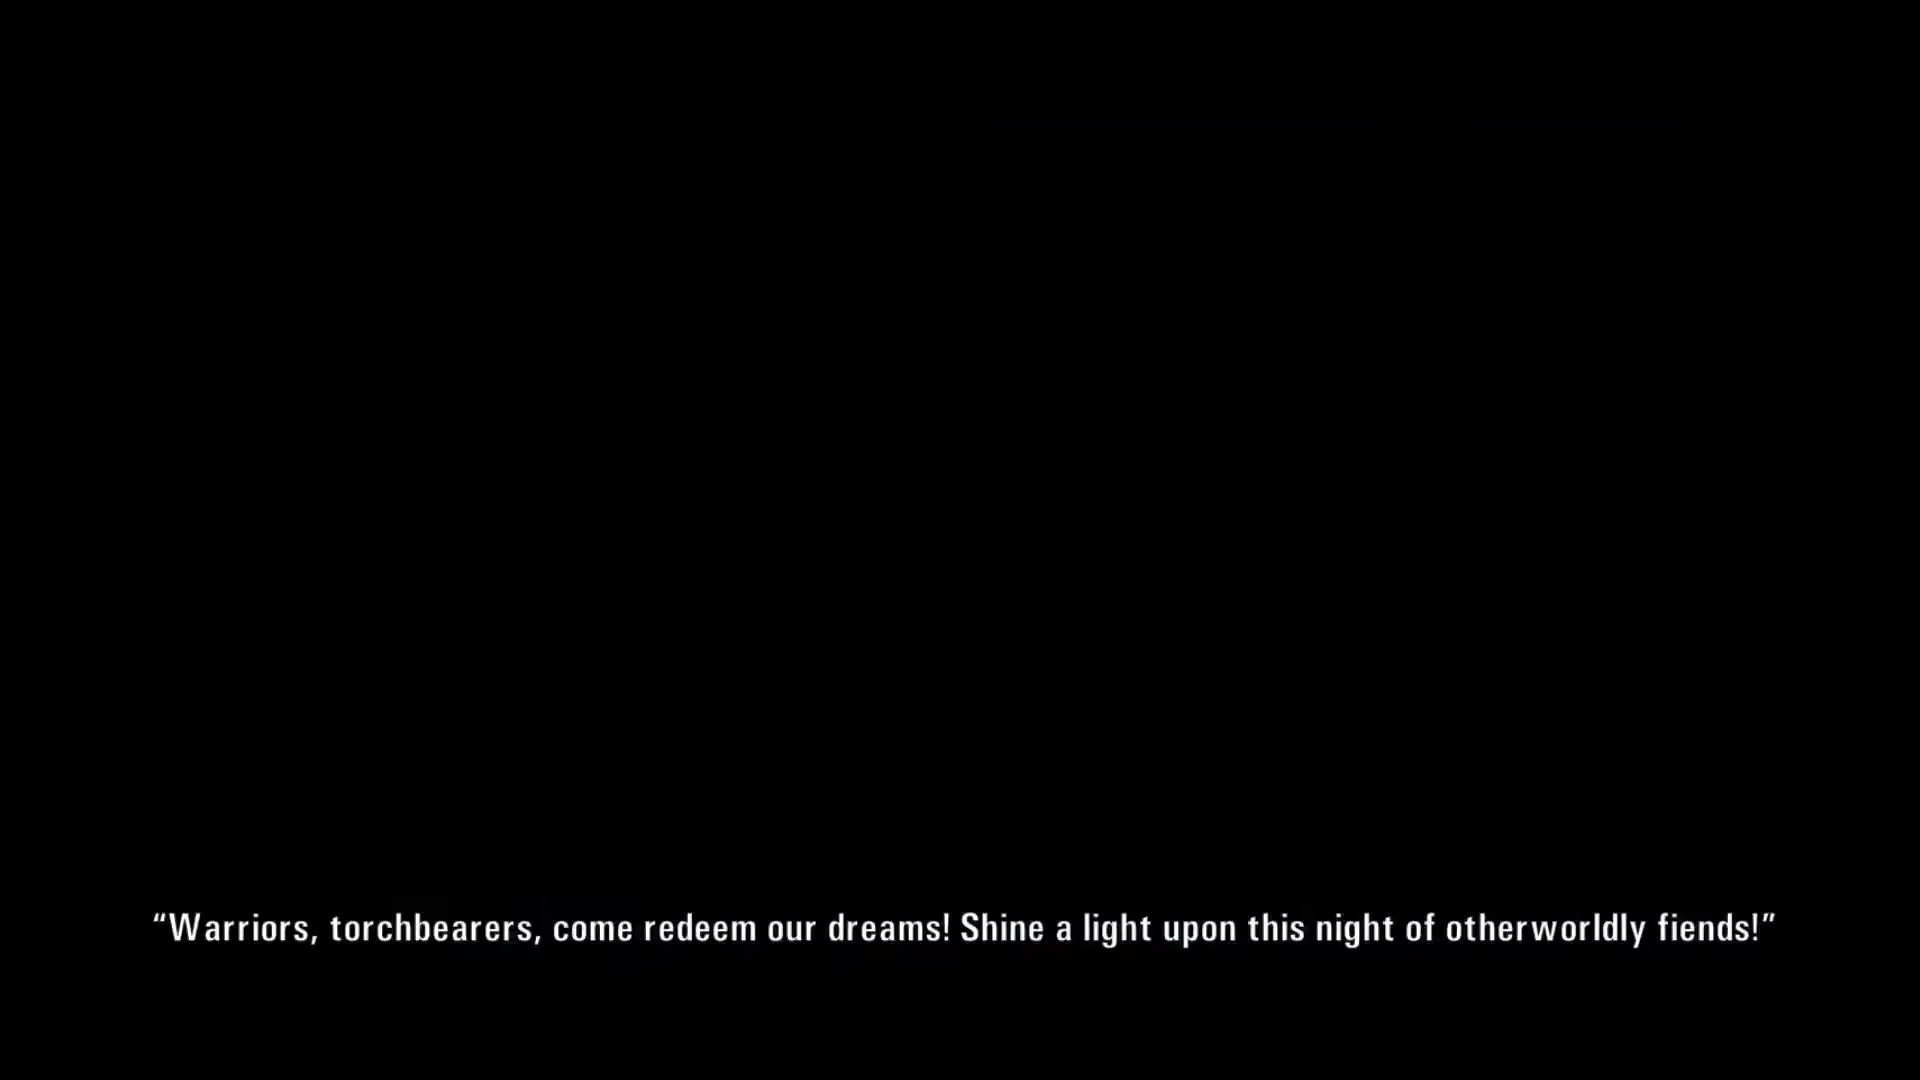 “Warriors, torchbearers, come redeem our dreams! Shine a light upon this night of otherworldly fiends!”